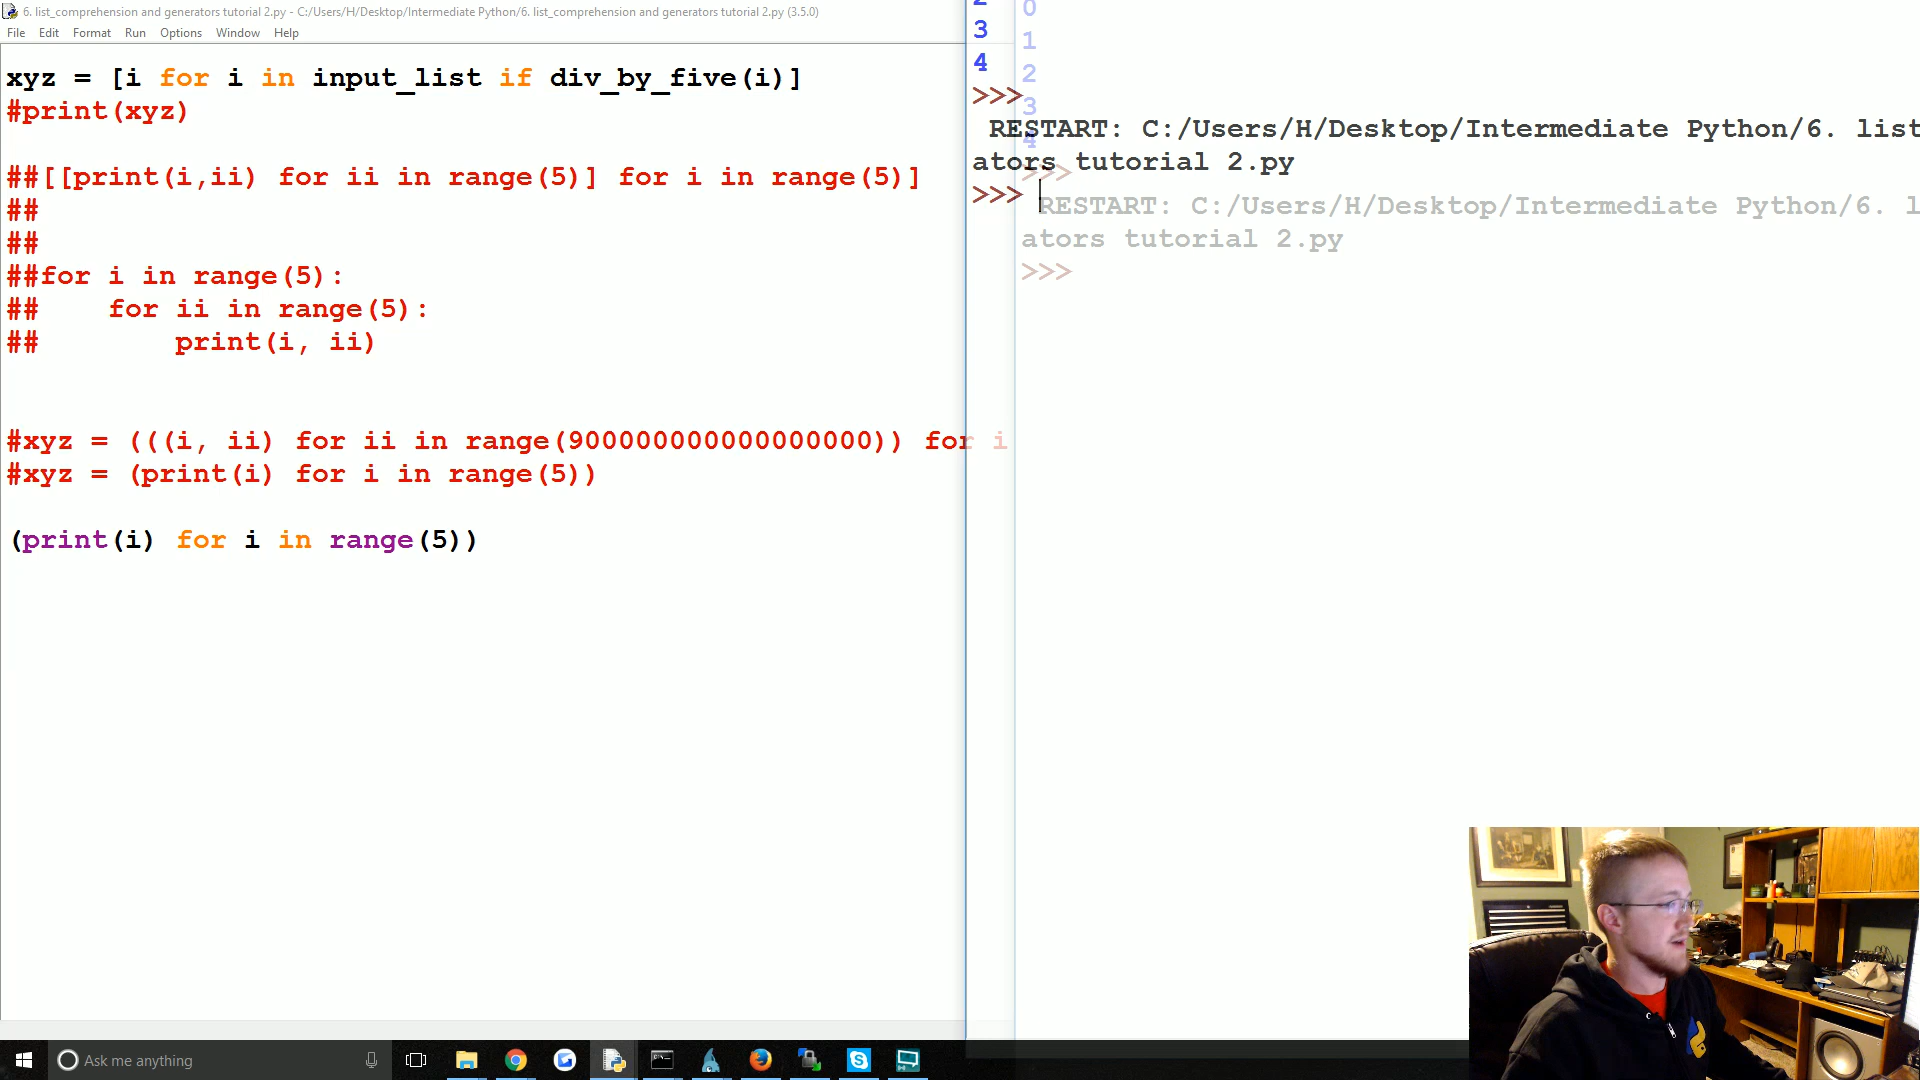 6. list_comprehension and generators tutorial 2.py - C:/Users/H/Desktop/Intermediate Python/6. list_comprehension and generators tutorial 2.py (3.5.0)
File Edit Format Run Options Window Help
xyz = [i for i in input_list if div_by_five(i)]
#print(xyz)
##[[print(i,ii) for ii in range(5)] for i in range(5)]
##
##
##for i in range(5):
##    for ii in range(5):
##        print(i, ii)
#xyz = (((i, ii) for ii in range(900000000000000000)) for i
#xyz = (print(i) for i in range(5))
(print(i) for i in range(5))
3
4
>>>
RESTART: C:/Users/H/Desktop/Intermediate Python/6. list
ators tutorial 2.py
>>>
0
1
2
3
4
>>>
RESTART: C:/Users/H/Desktop/Intermediate Python/6. l
ators tutorial 2.py
>>>
Ask me anything